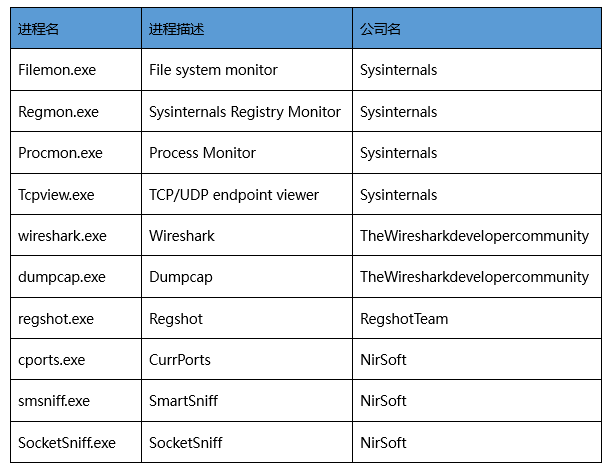 进程名 进程描述 公司名
Filemon.exe File system monitor Sysinternals
Regmon.exe Sysinternals Registry Monitor Sysinternals
Procmon.exe Process Monitor Sysinternals
Tcpview.exe TCP/UDP endpoint viewer Sysinternals
wireshark.exe Wireshark TheWiresharkdevelopercommunity
dumpcap.exe Dumpcap TheWiresharkdevelopercommunity
regshot.exe Regshot RegshotTeam
cports.exe CurrPorts NirSoft
smsniff.exe SmartSniff NirSoft
SocketSniff.exe SocketSniff NirSoft